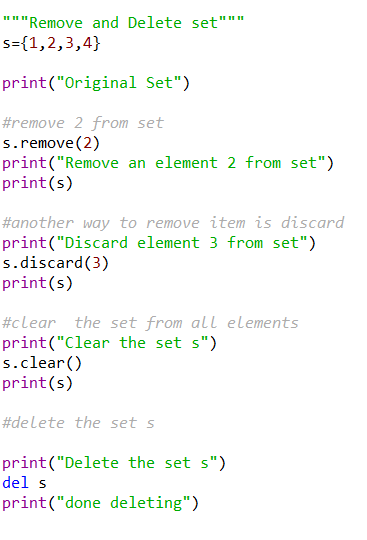 """Remove and Delete set"""
s={1,2,3,4}
print("Original Set")
#remove 2 from set
s.remove(2)
print("Remove an element 2 from set")
print(s)
#another way to remove item is discard
print("Discard element 3 from set")
s.discard(3)
print(s)
#clear  the set from all elements
print("Clear the set s")
s.clear()
print(s)
#delete the set s
print("Delete the set s")
del s
print("done deleting")